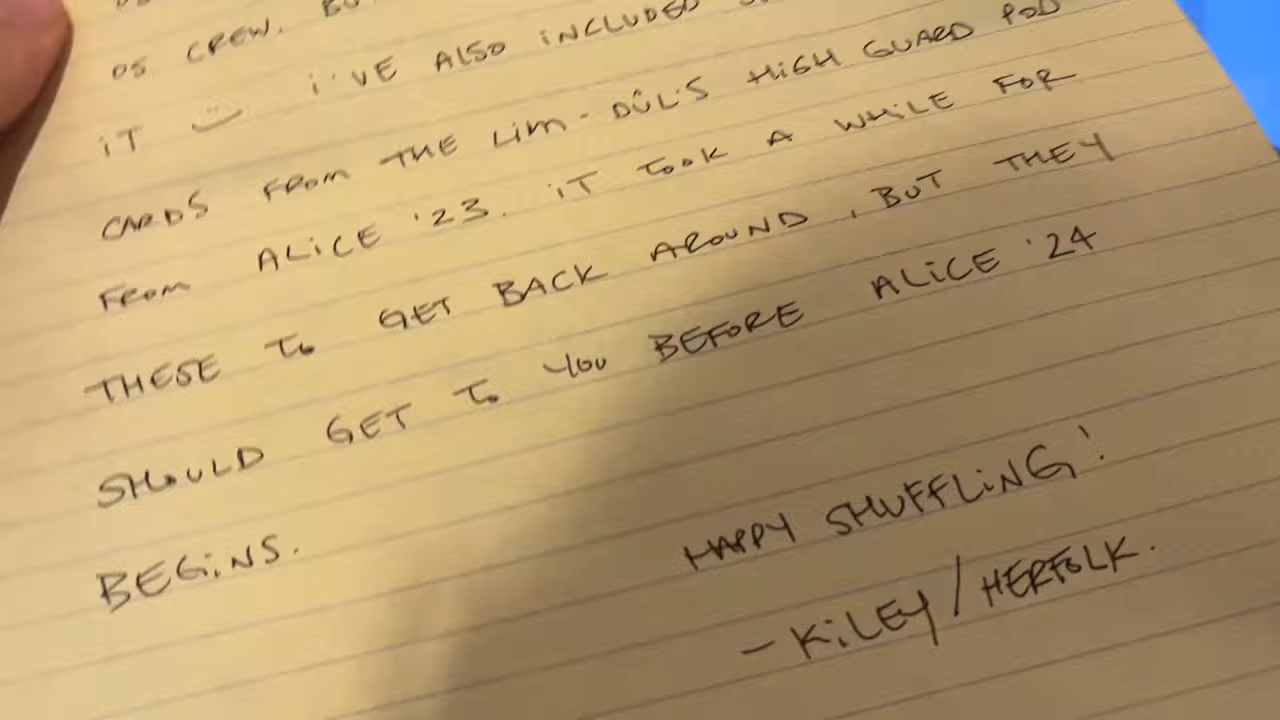 OS CREW.
I'VE ALSO INCLUDED
IT
CARDS FROM THE LIM-DÛL'S HIGH GUARD POD
FROM ALICE '23. IT TOOK A WHILE FOR
THESE TO GET BACK AROUND, BUT THEY
SHOULD GET TO YOU BEFORE ALICE '24
BEGINS.
HAPPY SHUFFLING!
- KILEY/HERFOLK.